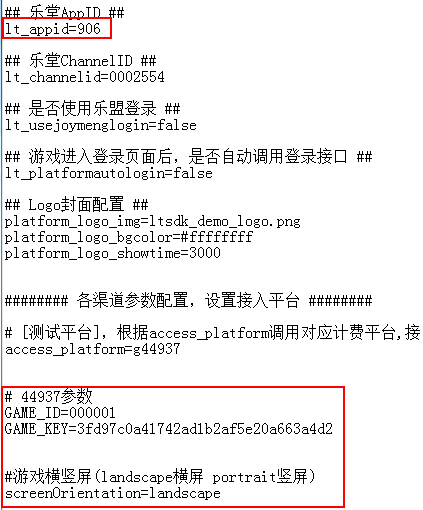 ## 乐堂AppID ##
lt_appid=906
## 乐堂ChannelID ##
lt_channelid=0002554
## 是否使用乐盟登录 ##
lt_usejoymenglogin=false
## 游戏进入登录页面后，是否自动调用登录接口 ##
lt_platformautologin=false
## Logo封面配置 ##
platform_logo_img=ltsdk_demo_logo.png
platform_logo_bgcolor=#ffffffff
platform_logo_showtime=3000
######## 各渠道参数配置，设置接入平台 ########
# [测试平台]，根据access_platform调用对应计费平台,接
access_platform=g44937
# 44937参数
GAME_ID=000001
GAME_KEY=3fd97c0a41742ad1b2af5e20a663a4d2
#游戏横竖屏(landscape横屏 portrait竖屏)
screenOrientation=landscape